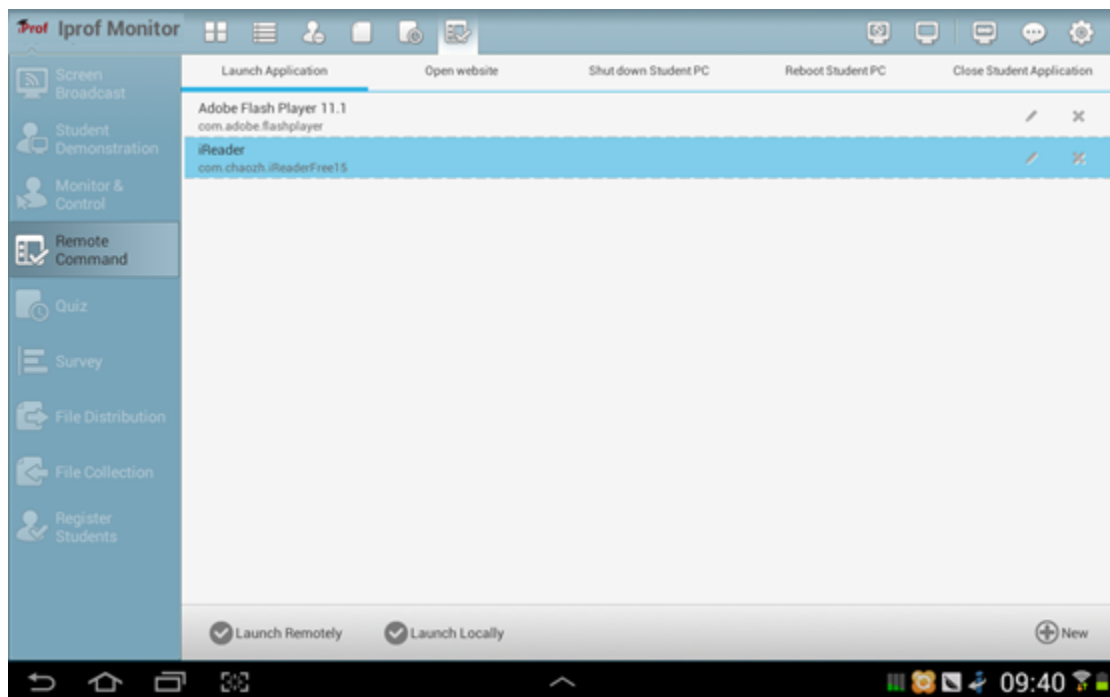 Prof Iprof Monitor
Launch Application Open website Shut down Student PC Reboot Student PC Close Student Application
Screen
Broadcast
Student
Demonstration
Monitor &
Control
Remote
Command
Quiz
Survey
File Distribution
File Collection
Register
Students
Adobe Flash Player 11.1
com.adobe.flashplayer
iReader
com.chaozh.iReaderFree15
Launch Remotely Launch Locally New
09:40